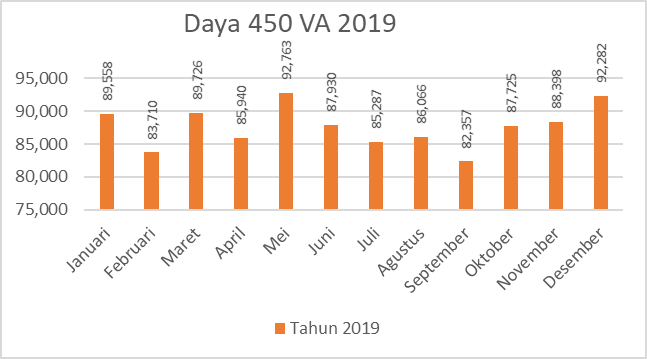 Daya 450 VA 2019
95,000
90,000
85,000
80,000
75,000
89,558
83,710
89,726
85,940
92,763
87,930
85,287
86,066
82,357
87,725
88,398
92,282
Januari
Februari
Maret
April
Mei
Juni
Juli
Agustus
September
Oktober
November
Desember
Tahun 2019